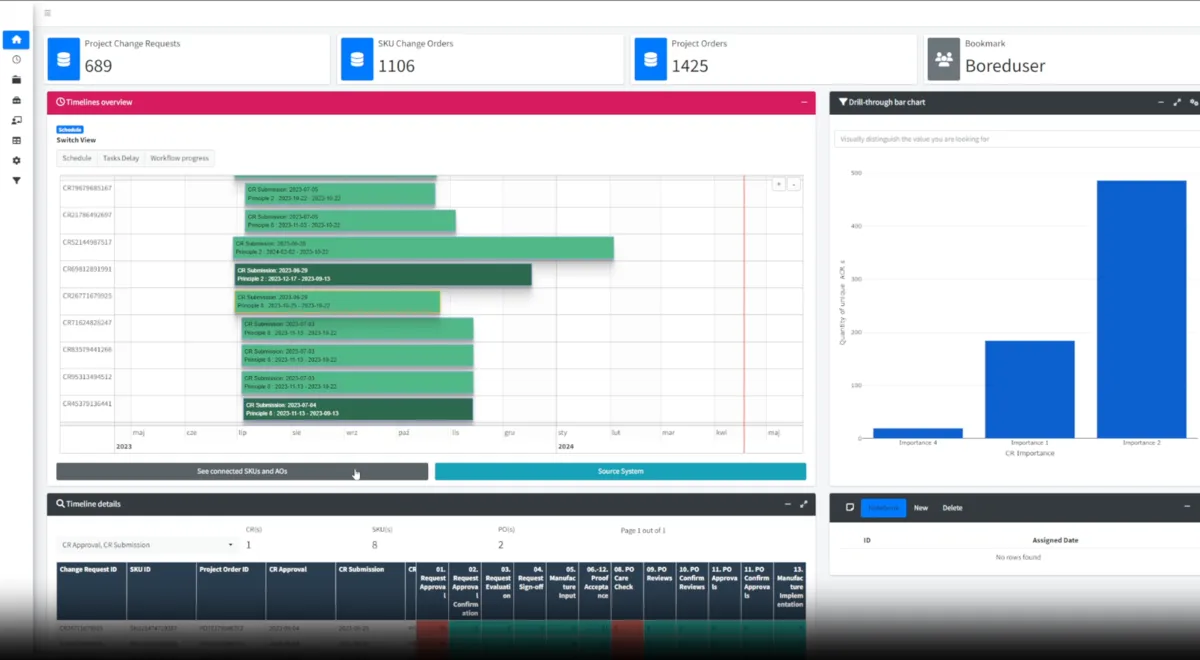 Project Change Requests
689
SKU Change Orders
1106
Project Orders
1425
Bookmark
Boreduser
Timelines overview
Schedule
Switch View
Schedule Tasks Delay Workflow progress
CR79679685167
CR Submission: 2023-07-05
Principle 2 : 2023-10-22 - 2023-10-22
CR21786492697
CR Submission: 2023-07-05
Principle 0 : 2023-11-03 - 2023-10-22
CR52144987517
CR Submission: 2023-06-28
Principle 2 : 2024-02-02 - 2023-10-22
CR69812891991
CR Submission: 2023-06-29
Principle 2 : 2023-12-17 - 2023-09-13
CR26771679925
CR Submission: 2023-06-28
Principle 0 : 2023-10-25 - 2023-10-22
CR71624826247
CR Submission: 2023-07-03
Principle 0 : 2023-11-13 - 2023-10-22
CR83579441268
CR Submission: 2023-07-03
Principle 0 : 2023-11-13 - 2023-10-22
CR95313494512
CR Submission: 2023-07-03
Principle 0 : 2023-11-13 - 2023-10-22
CR45379136441
CR Submission: 2023-07-04
Principle 0 : 2023-11-13 - 2023-09-13
maj cze lip sie wrz paź lis gru sty lut mar kwi maj
2023 2024
See connected SKUs and AOs
Source System
Drill-through bar chart
Visually distinguish the value you are looking for
500
400
300
200
100
0
Quantity of unique
Importance 4 Importance 1 Importance 2
CR Importance
Timeline details
CR(s) SKU(s) PO(s) Page 1 out of 1
CR Approval, CR Submission 1 8 2
Change Request ID
SKU ID
Project Order ID
CR Approval
CR Submission
CR
01. Request Approval
02. Request Approval Confirmation
03. Request Evaluation
04. Request Sign-off
05. Manufacture Input
06.-12. Proof Acceptance
08. PO Care Check
09. PO Reviews
10. PO Confirm Reviews
11. PO Approvals
11. PO Confirm Approvals
13. Manufacture Implementation
New
Delete
ID
Assigned Date
No rows found